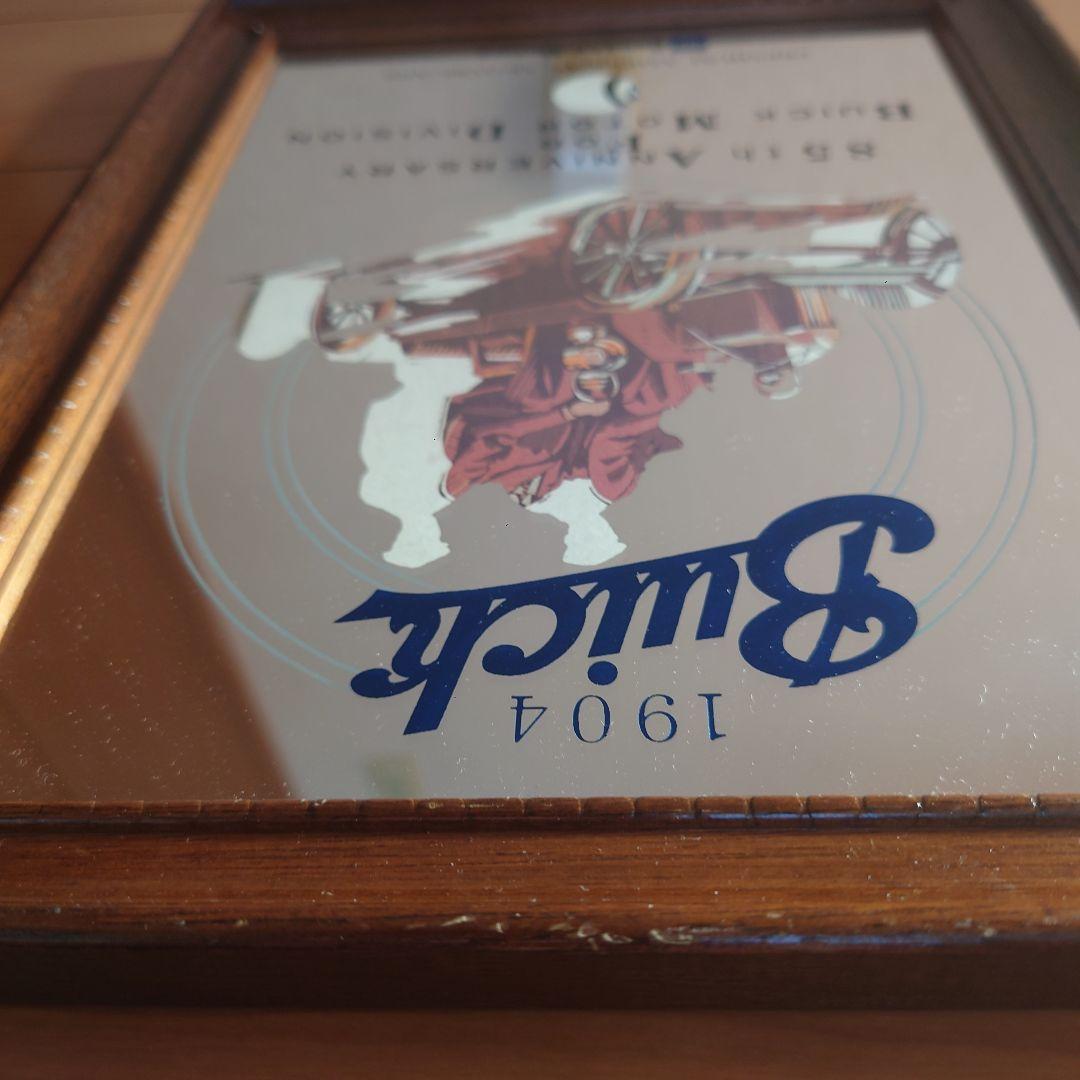 1904
Buick
85th Anniversary
Buick Motor Division